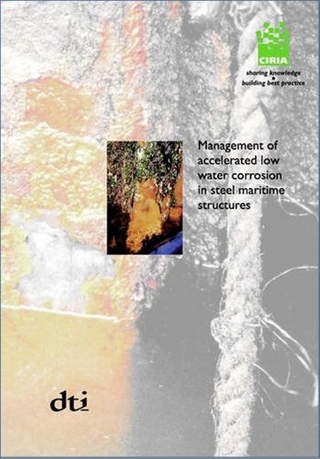 CIRIA
sharing knowledge
building best practice
Management of
accelerated low
water corrosion
in steel maritime
structures
dti